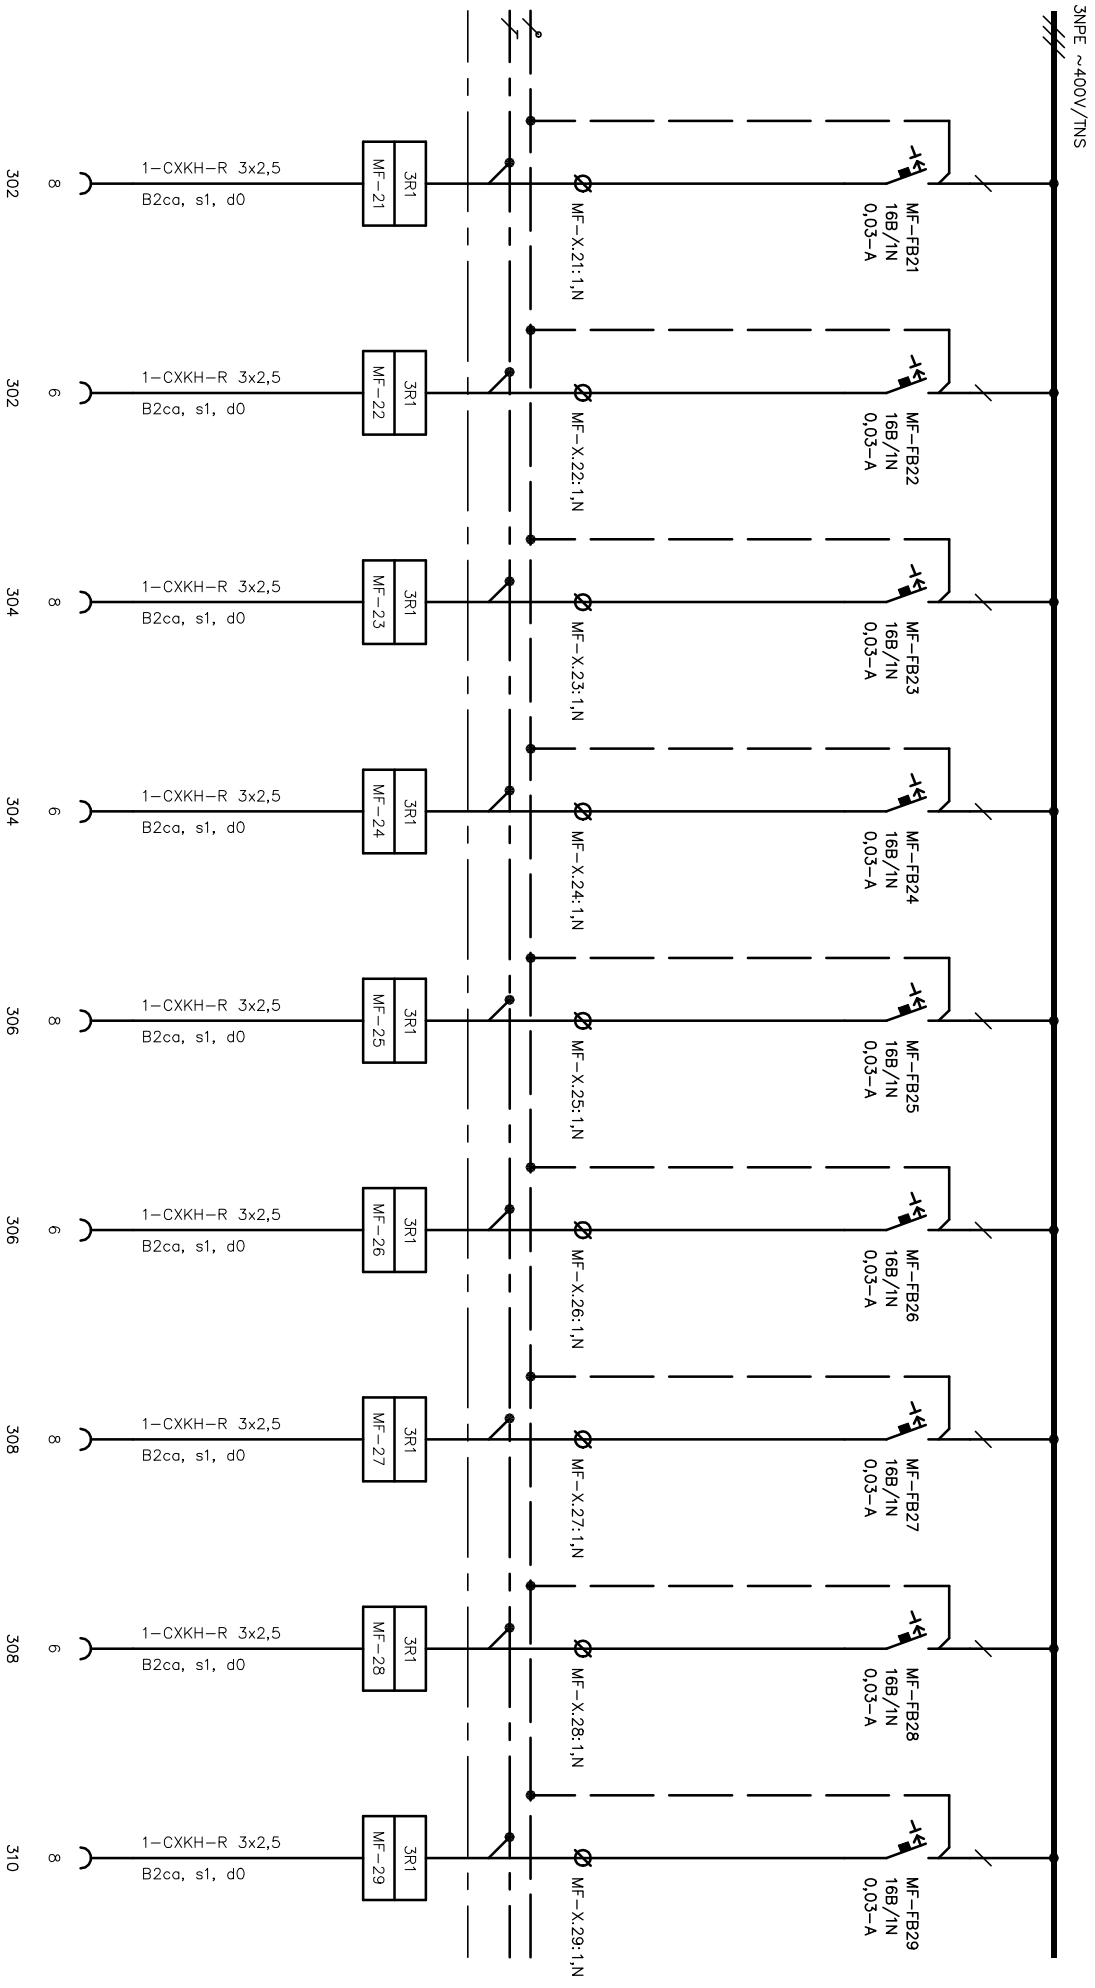 3NPE ~400V/TNS
MF-FB21
16B/1N
0,03-A
MF-X.21:1,N
3R1
MF-21
1-CXKH-R 3x2,5
B2ca, s1, d0
8
302
MF-FB22
16B/1N
0,03-A
MF-X.22:1,N
3R1
MF-22
1-CXKH-R 3x2,5
B2ca, s1, d0
6
302
MF-FB23
16B/1N
0,03-A
MF-X.23:1,N
3R1
MF-23
1-CXKH-R 3x2,5
B2ca, s1, d0
8
304
MF-FB24
16B/1N
0,03-A
MF-X.24:1,N
3R1
MF-24
1-CXKH-R 3x2,5
B2ca, s1, d0
6
304
MF-FB25
16B/1N
0,03-A
MF-X.25:1,N
3R1
MF-25
1-CXKH-R 3x2,5
B2ca, s1, d0
8
306
MF-FB26
16B/1N
0,03-A
MF-X.26:1,N
3R1
MF-26
1-CXKH-R 3x2,5
B2ca, s1, d0
6
306
MF-FB27
16B/1N
0,03-A
MF-X.27:1,N
3R1
MF-27
1-CXKH-R 3x2,5
B2ca, s1, d0
8
308
MF-FB28
16B/1N
0,03-A
MF-X.28:1,N
3R1
MF-28
1-CXKH-R 3x2,5
B2ca, s1, d0
6
308
MF-FB29
16B/1N
0,03-A
MF-X.29:1,N
3R1
MF-29
1-CXKH-R 3x2,5
B2ca, s1, d0
8
310